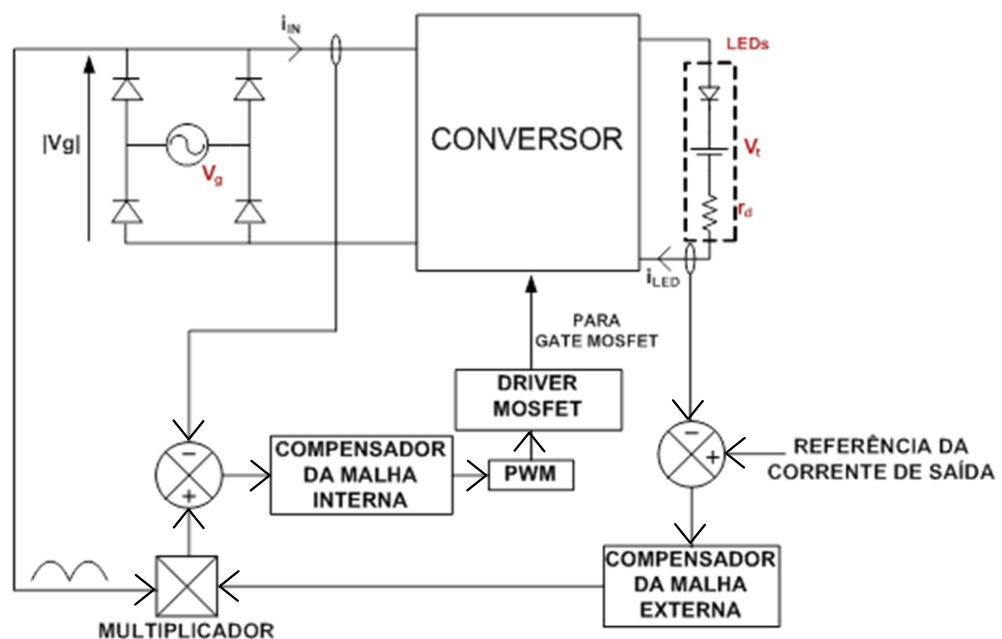 i_IN
LEDs
|Vg|
V_g
CONVERSOR
V_t
r_d
i_LED
PARA
GATE MOSFET
DRIVER
MOSFET
−
+
COMPENSADOR
DA MALHA
INTERNA
PWM
−
+
REFERÊNCIA DA
CORRENTE DE SAÍDA
COMPENSADOR
DA MALHA
EXTERNA
MULTIPLICADOR